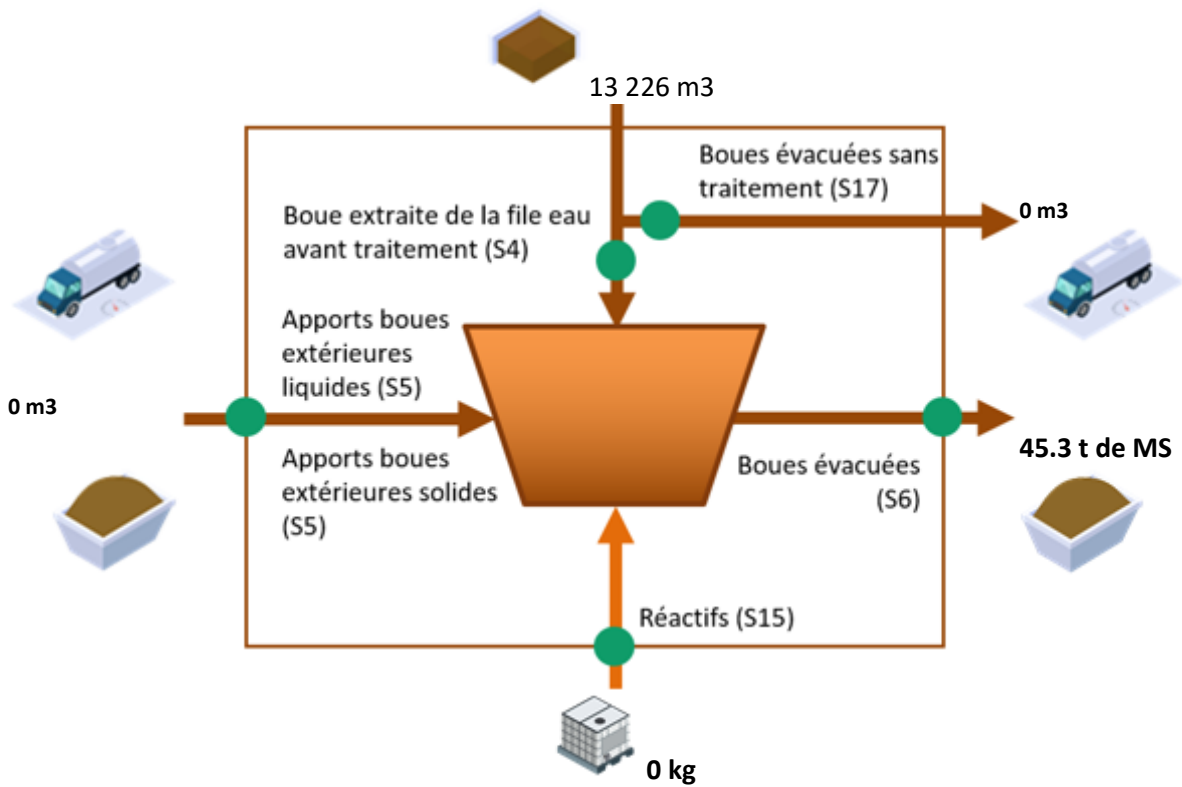 13 226 m3
Boues évacuées sans
traitement (S17)
0 m3
Boue extraite de la file eau
avant traitement (S4)
Apports boues
extérieures
liquides (S5)
0 m3
Apports boues
extérieures solides
(S5)
45.3 t de MS
Boues évacuées
(S6)
Réactifs (S15)
0 kg